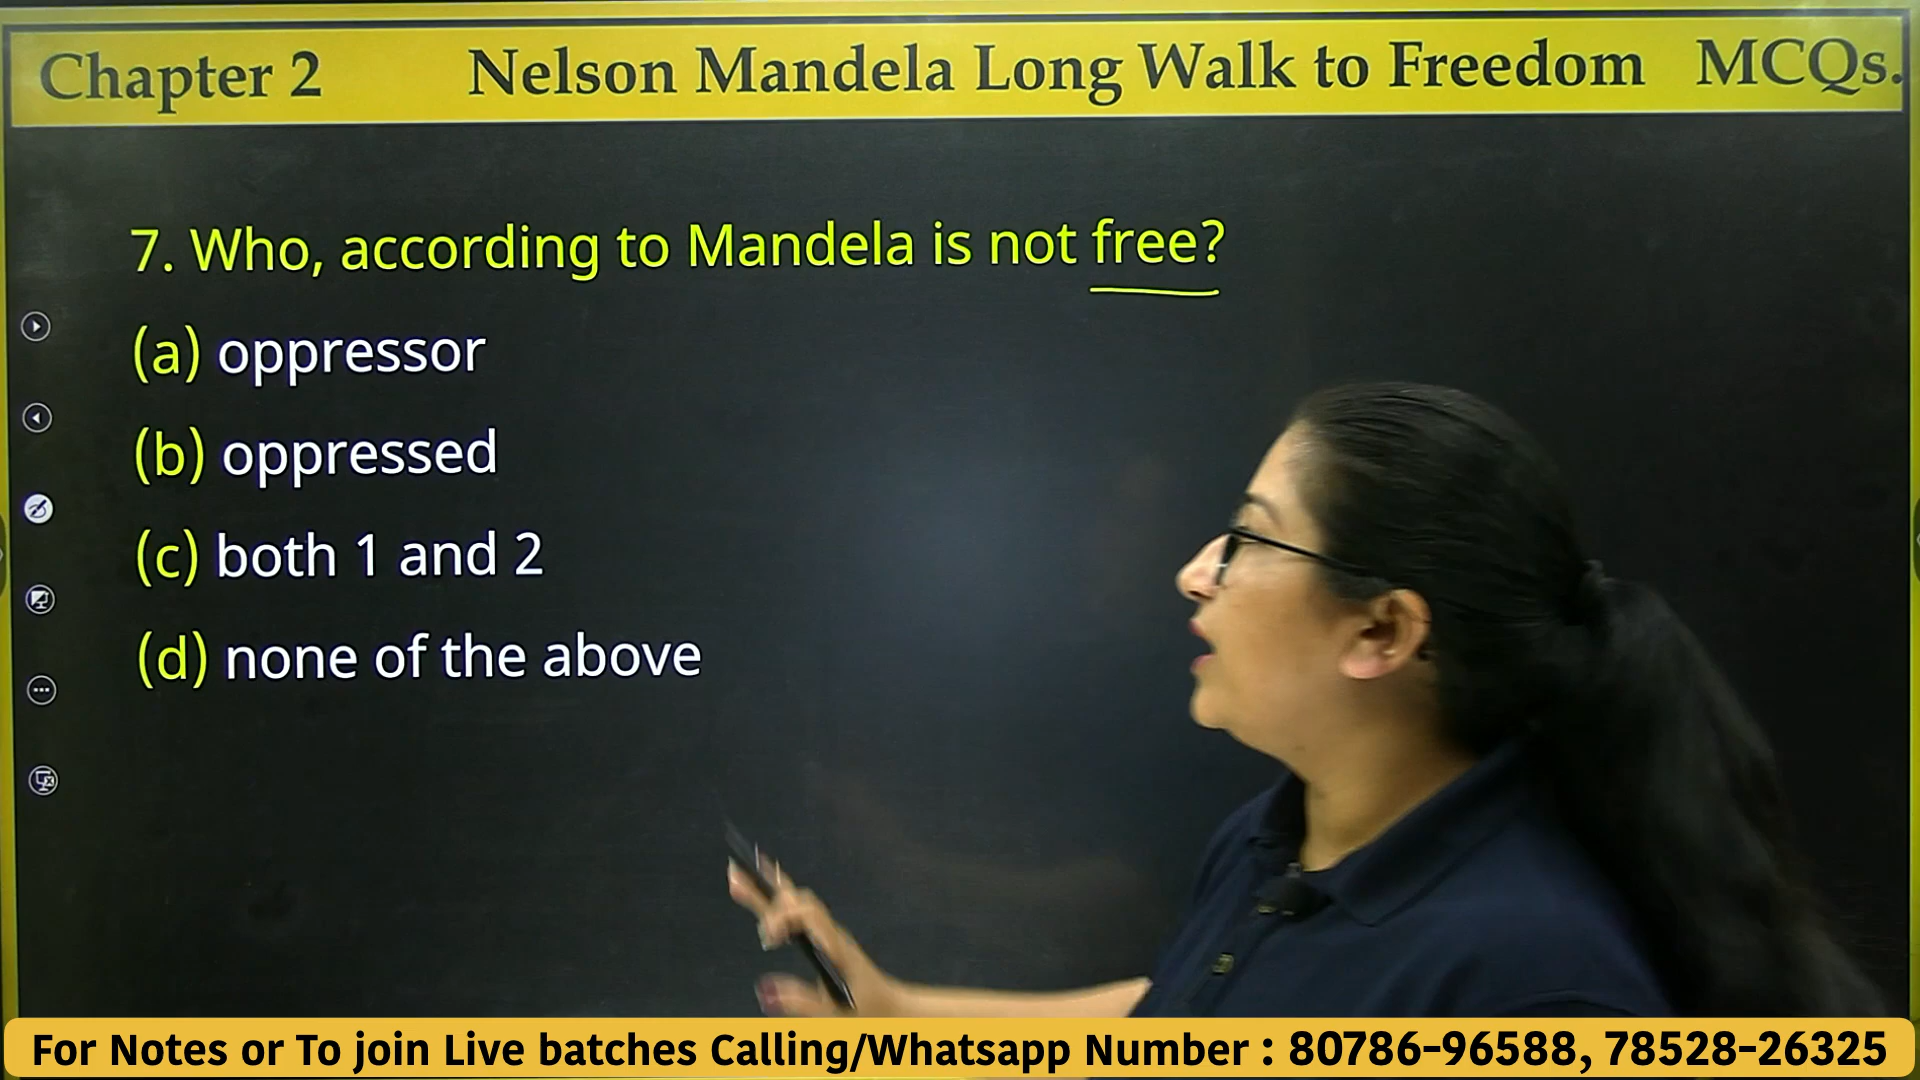 Chapter 2 Nelson Mandela Long Walk to Freedom MCQs.
7. Who, according to Mandela is not free?
(a) oppressor
(b) oppressed
(c) both 1 and 2
(d) none of the above
For Notes or To join Live batches Calling/Whatsapp Number : 80786-96588, 78528-26325